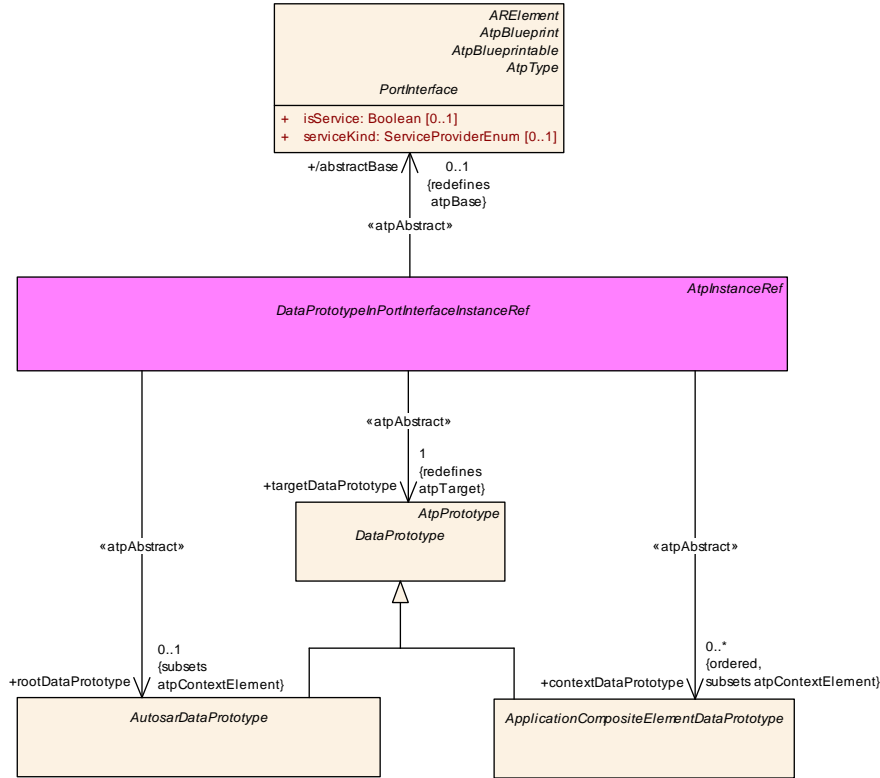 ARElement
AtpBlueprint
AtpBlueprintable
AtpType
PortInterface
+ isService: Boolean [0..1]
+ serviceKind: ServiceProviderEnum [0..1]
+/abstractBase
0..1
{redefines
atpBase}
«atpAbstract»
AtpInstanceRef
DataPrototypeInPortInterfaceInstanceRef
«atpAbstract»
1
{redefines
atpTarget}
+targetDataPrototype
AtpPrototype
DataPrototype
«atpAbstract»
«atpAbstract»
0..1
{subsets
atpContextElement}
+rootDataPrototype
0..*
{ordered,
subsets atpContextElement}
+contextDataPrototype
AutosarDataPrototype
ApplicationCompositeElementDataPrototype